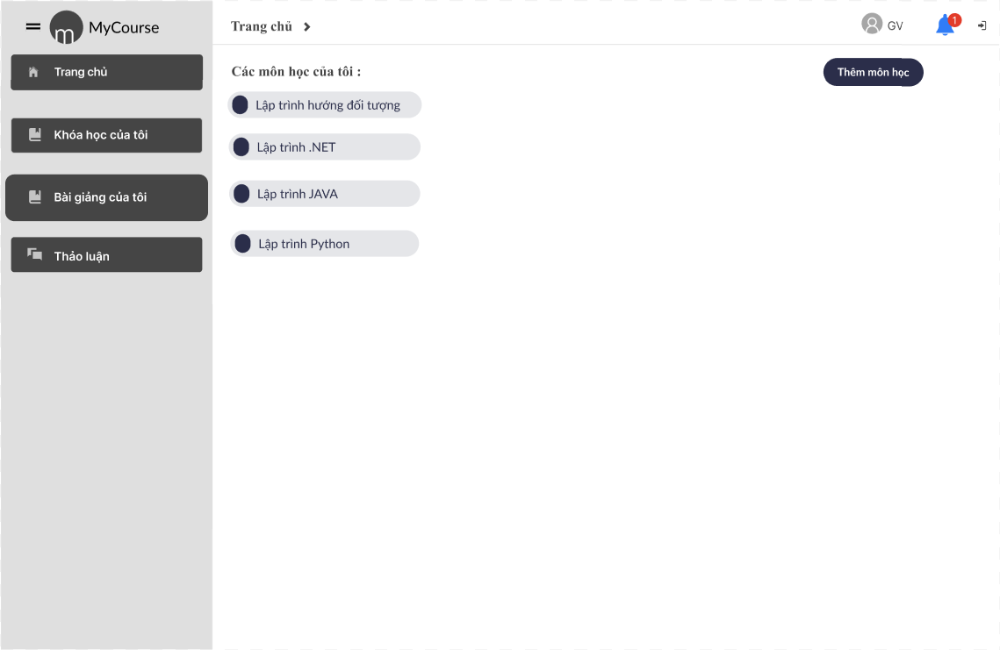 m MyCourse
Trang chủ
GV
1
Trang chủ
Khóa học của tôi
Bài giảng của tôi
Thảo luận
Các môn học của tôi :
Thêm môn học
Lập trình hướng đối tượng
Lập trình .NET
Lập trình JAVA
Lập trình Python